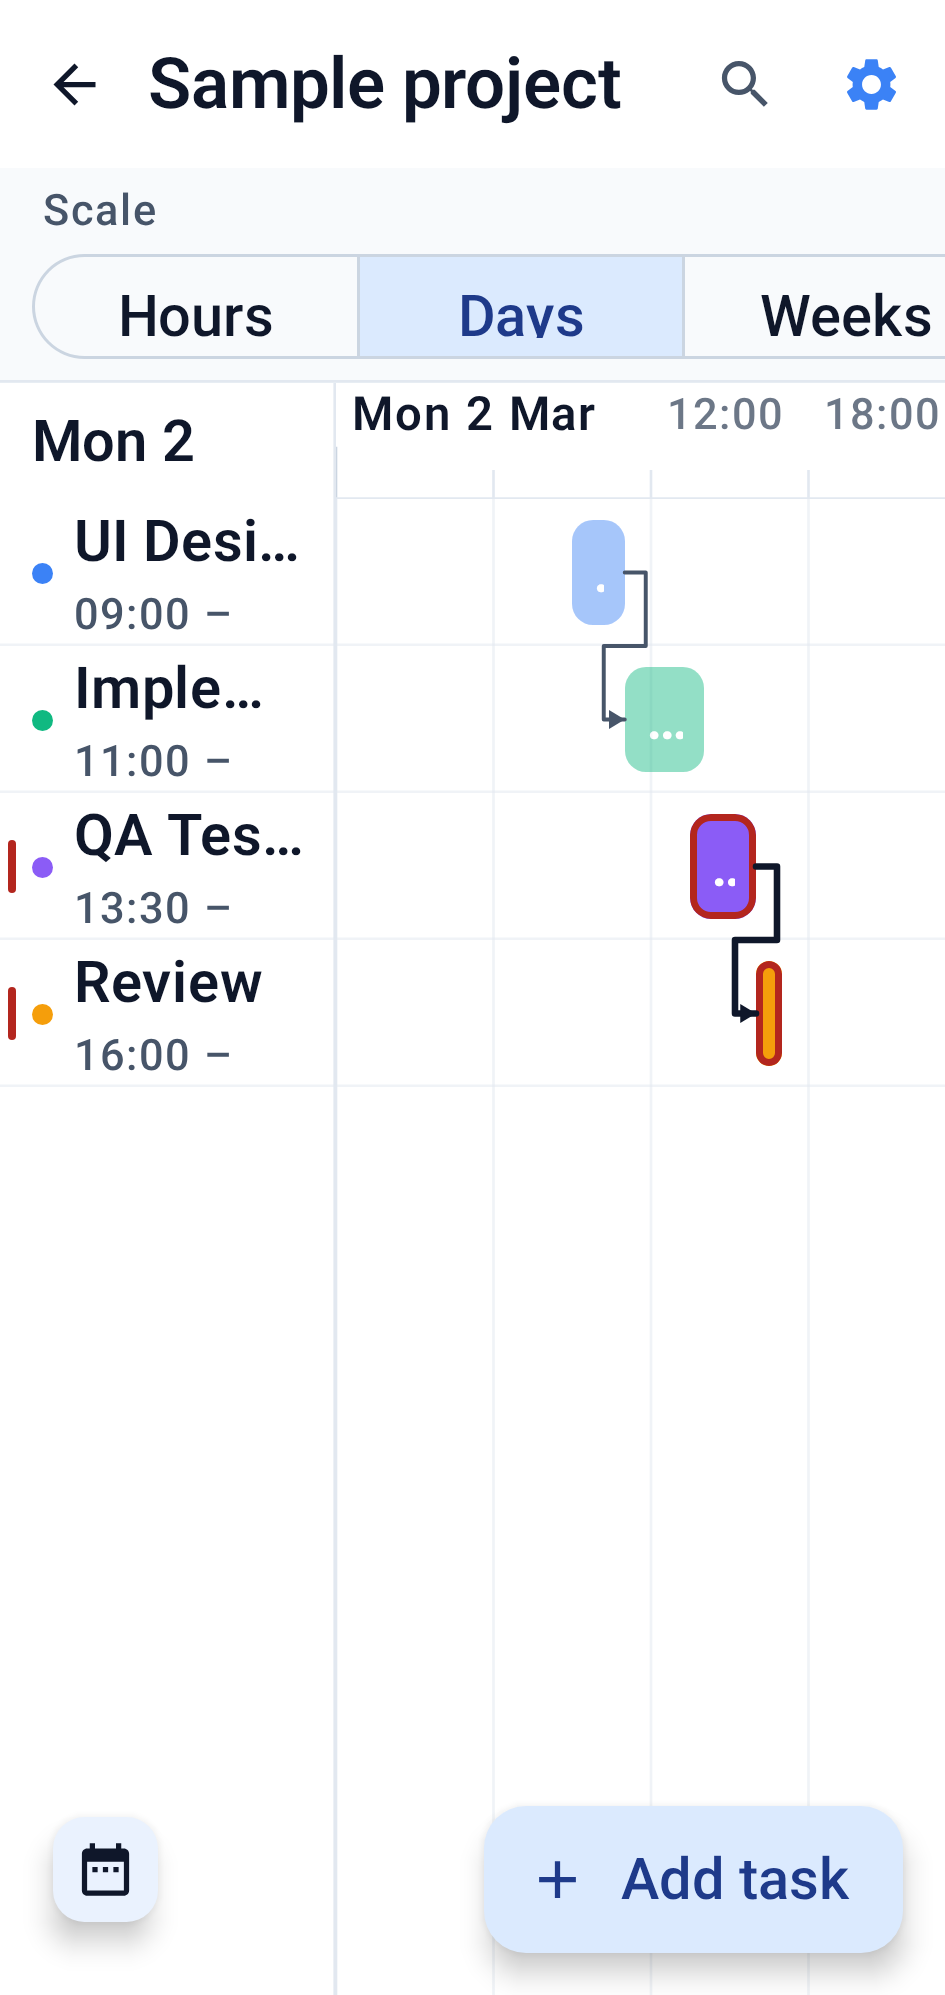 Sample project
Scale
Hours
Days
Weeks
Mon 2
Mon 2 Mar
12:00
18:00
UI Desi...
09:00 –
Imple...
11:00 –
QA Tes...
13:30 –
Review
16:00 –
+ Add task